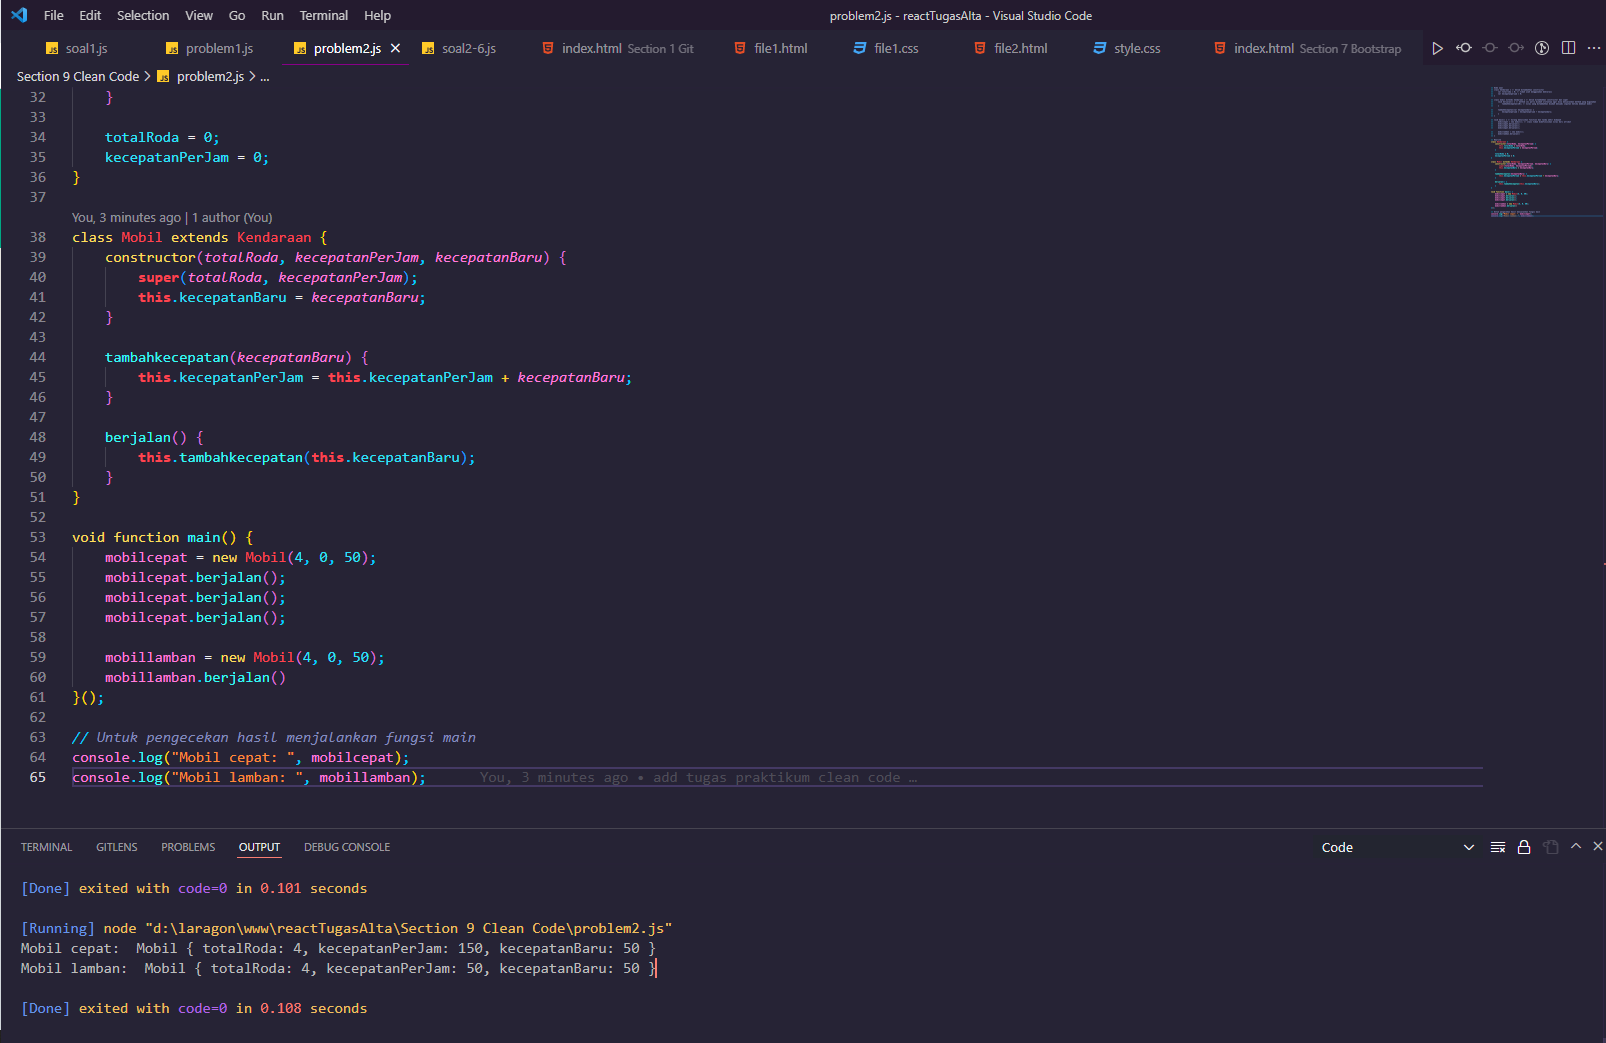 File Edit Selection View Go Run Terminal Help problem2.js - reactTugasAlta - Visual Studio Code
soal1.js problem1.js problem2.js soal2-6.js index.html Section 1 Git file1.html file1.css file2.html style.css index.html Section 7 Bootstrap
Section 9 Clean Code > problem2.js > ...
32 }
33
34 totalRoda = 0;
35 kecepatanPerJam = 0;
36 }
37
You, 3 minutes ago | 1 author (You)
38 class Mobil extends Kendaraan {
39 constructor(totalRoda, kecepatanPerJam, kecepatanBaru) {
40 super(totalRoda, kecepatanPerJam);
41 this.kecepatanBaru = kecepatanBaru;
42 }
43
44 tambahkecepatan(kecepatanBaru) {
45 this.kecepatanPerJam = this.kecepatanPerJam + kecepatanBaru;
46 }
47
48 berjalan() {
49 this.tambahkecepatan(this.kecepatanBaru);
50 }
51 }
52
53 void function main() {
54 mobilcepat = new Mobil(4, 0, 50);
55 mobilcepat.berjalan();
56 mobilcepat.berjalan();
57 mobilcepat.berjalan();
58
59 mobillamban = new Mobil(4, 0, 50);
60 mobillamban.berjalan()
61 }();
62
63 // Untuk pengecekan hasil menjalankan fungsi main
64 console.log("Mobil cepat: ", mobilcepat);
65 console.log("Mobil lamban: ", mobillamban); You, 3 minutes ago • add tugas praktikum clean code …
TERMINAL GITLENS PROBLEMS OUTPUT DEBUG CONSOLE Code
[Done] exited with code=0 in 0.101 seconds
[Running] node "d:\laragon\www\reactTugasAlta\Section 9 Clean Code\problem2.js"
Mobil cepat:  Mobil { totalRoda: 4, kecepatanPerJam: 150, kecepatanBaru: 50 }
Mobil lamban:  Mobil { totalRoda: 4, kecepatanPerJam: 50, kecepatanBaru: 50 }
[Done] exited with code=0 in 0.108 seconds